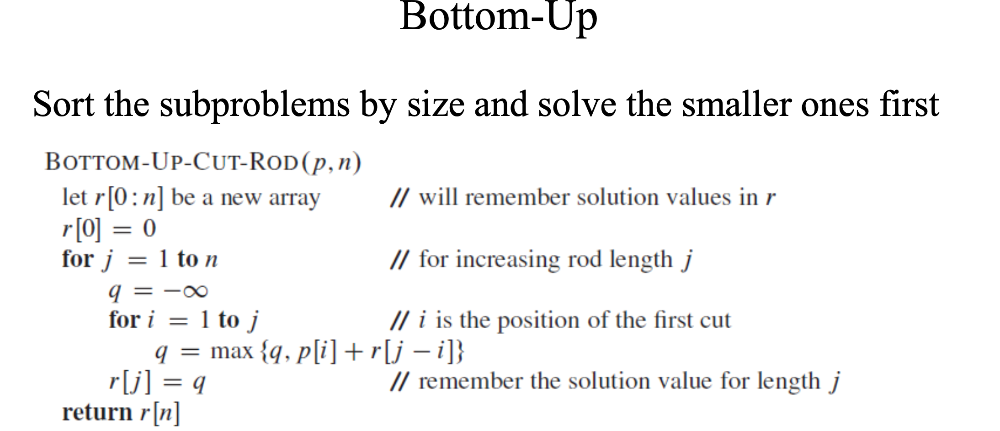 Bottom-Up
Sort the subproblems by size and solve the smaller ones first
BOTTOM-UP-CUT-ROD(p, n)
let r[0:n] be a new array // will remember solution values in r
r[0] = 0
for j = 1 to n // for increasing rod length j
q = −∞
for i = 1 to j // i is the position of the first cut
q = max {q, p[i] + r[j − i]}
r[j] = q // remember the solution value for length j
return r[n]